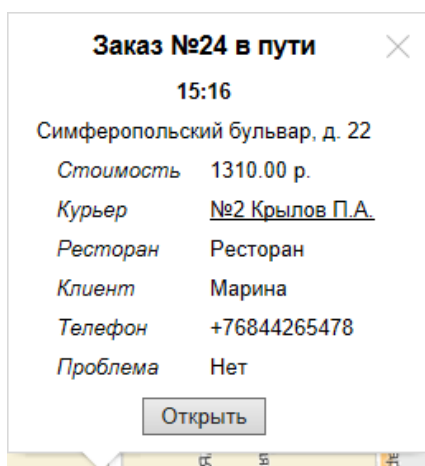 Заказ №24 в пути
15:16
Симферопольский бульвар, д. 22
Стоимость 1310.00 р.
Курьер №2 Крылов П.А.
Ресторан Ресторан
Клиент Марина
Телефон +76844265478
Проблема Нет
Открыть